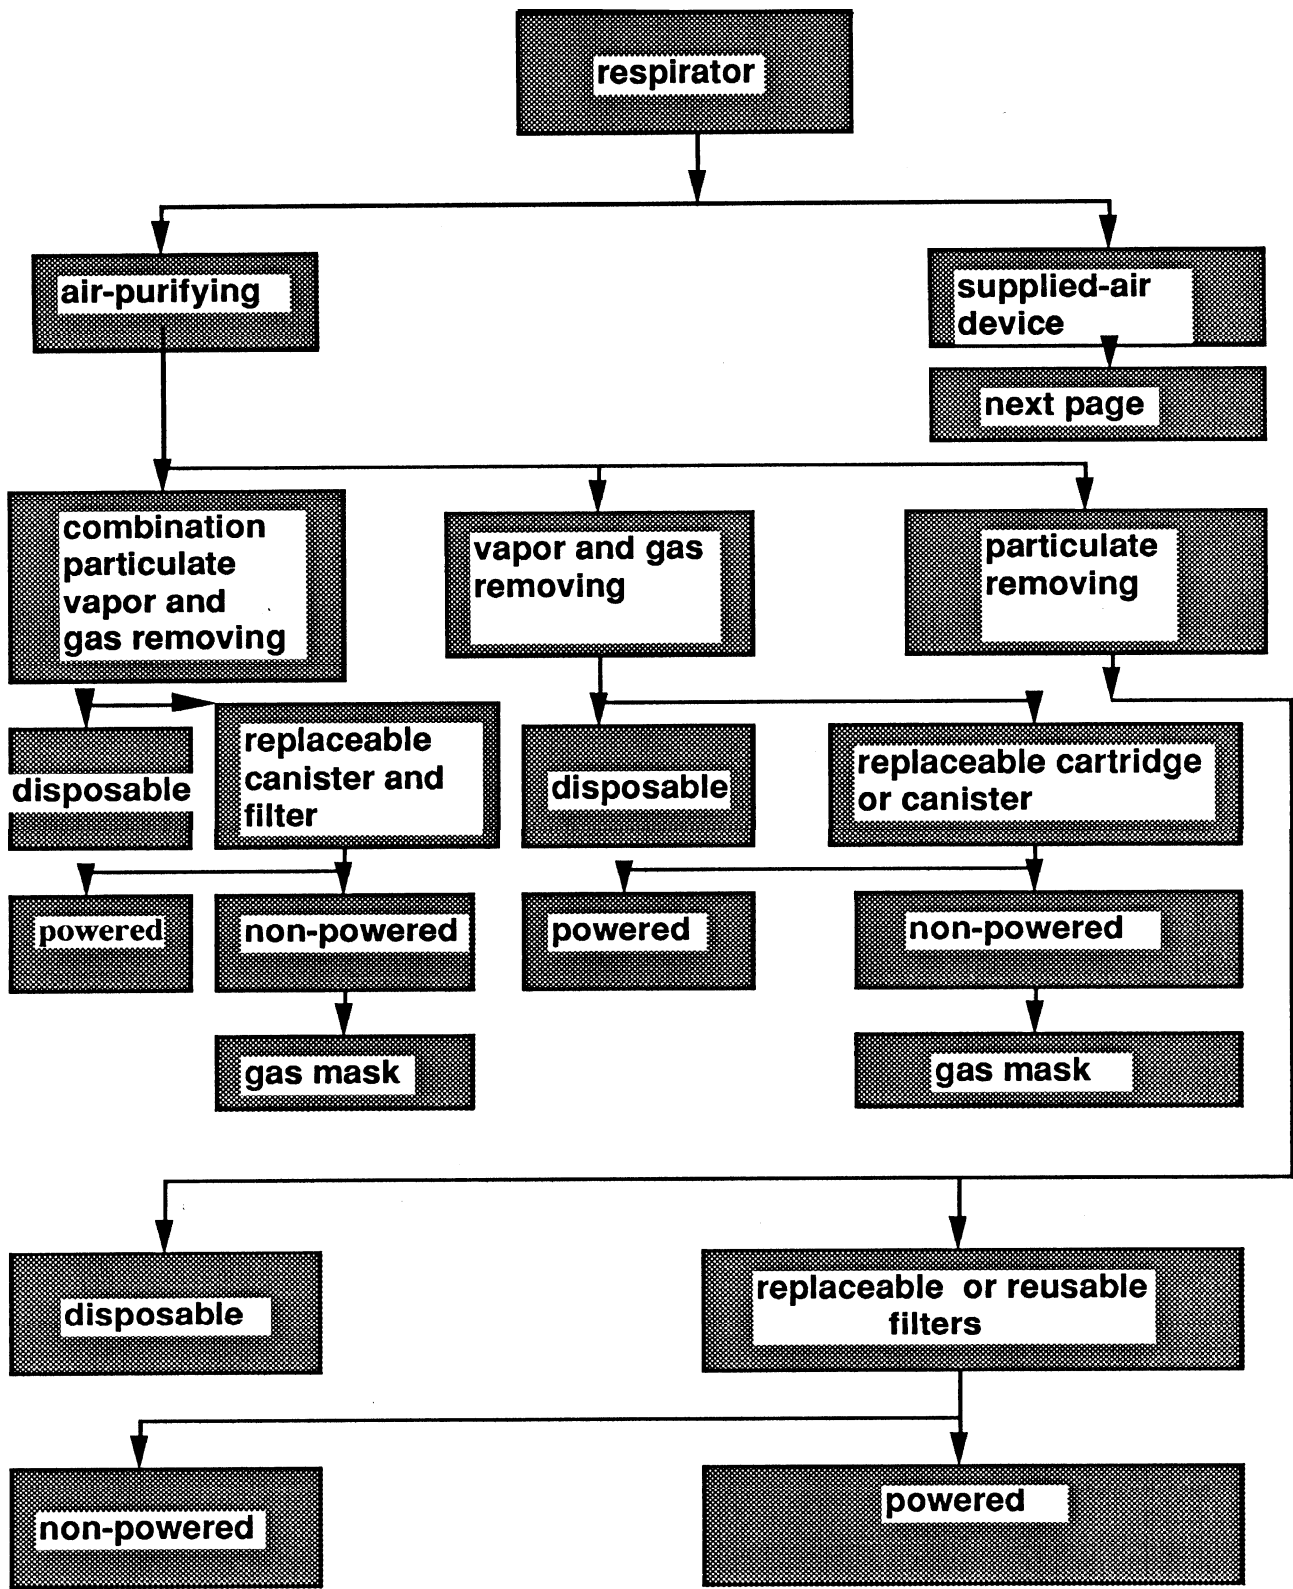 respirator
air-purifying
supplied-air
device
next page
combination
particulate
vapor and
gas removing
vapor and gas
removing
particulate
removing
disposable
replaceable
canister and
filter
disposable
replaceable cartridge
or canister
powered
non-powered
powered
non-powered
gas mask
gas mask
disposable
replaceable or reusable
filters
non-powered
powered